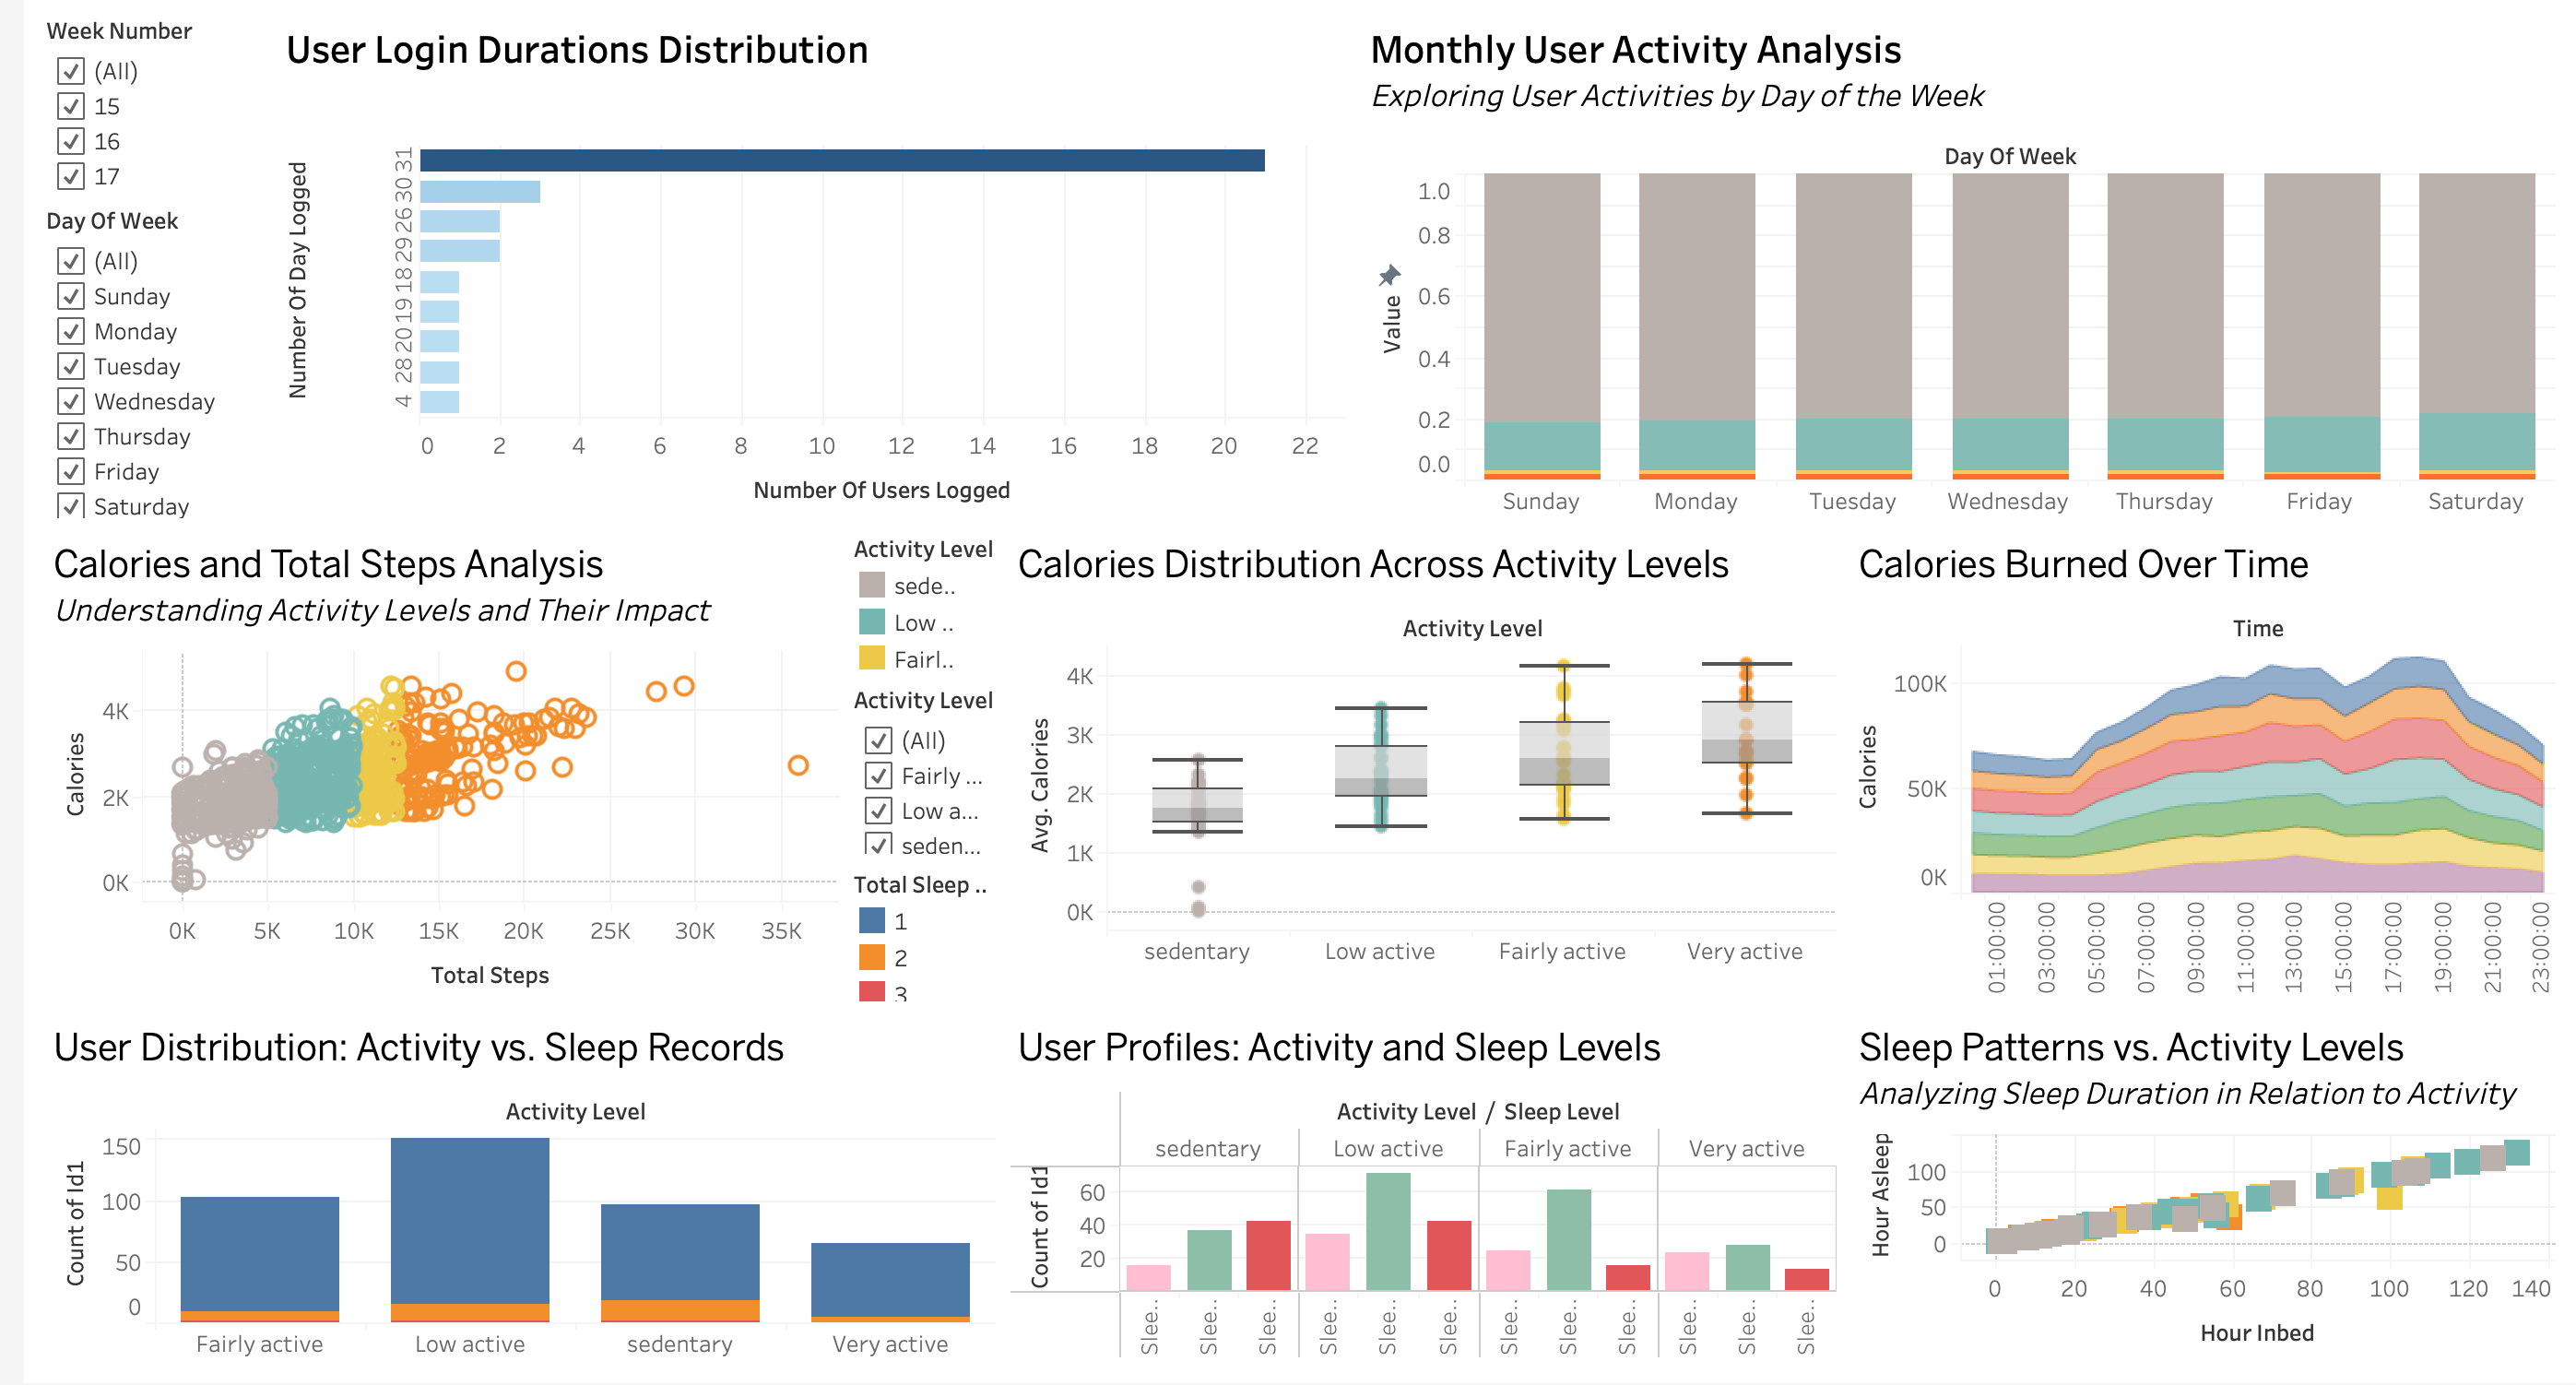 Week Number
(All)
15
16
17
Day Of Week
(All)
Sunday
Monday
Tuesday
Wednesday
Thursday
Friday
Saturday
User Login Durations Distribution
Number Of Day Logged
31
30
26
29
18
19
20
28
4
0 2 4 6 8 10 12 14 16 18 20 22
Number Of Users Logged
Monthly User Activity Analysis
Exploring User Activities by Day of the Week
Day Of Week
Value
1.0
0.8
0.6
0.4
0.2
0.0
Sunday Monday Tuesday Wednesday Thursday Friday Saturday
Calories and Total Steps Analysis
Understanding Activity Levels and Their Impact
Calories
4K
2K
0K
0K 5K 10K 15K 20K 25K 30K 35K
Total Steps
Activity Level
sede..
Low ..
Fairl..
Activity Level
(All)
Fairly ...
Low a...
seden...
Total Sleep ..
1
2
3
Calories Distribution Across Activity Levels
Activity Level
Avg. Calories
4K
3K
2K
1K
0K
sedentary Low active Fairly active Very active
Calories Burned Over Time
Time
Calories
100K
50K
0K
01:00:00 03:00:00 05:00:00 07:00:00 09:00:00 11:00:00 13:00:00 15:00:00 17:00:00 19:00:00 21:00:00 23:00:00
User Distribution: Activity vs. Sleep Records
Activity Level
Count of Id1
150
100
50
0
Fairly active Low active sedentary Very active
User Profiles: Activity and Sleep Levels
Activity Level / Sleep Level
sedentary Low active Fairly active Very active
Count of Id1
60
40
20
Slee.. Slee.. Slee.. Slee.. Slee.. Slee.. Slee.. Slee.. Slee.. Slee.. Slee.. Slee..
Sleep Patterns vs. Activity Levels
Analyzing Sleep Duration in Relation to Activity
Hour Asleep
100
50
0
0 20 40 60 80 100 120 140
Hour Inbed